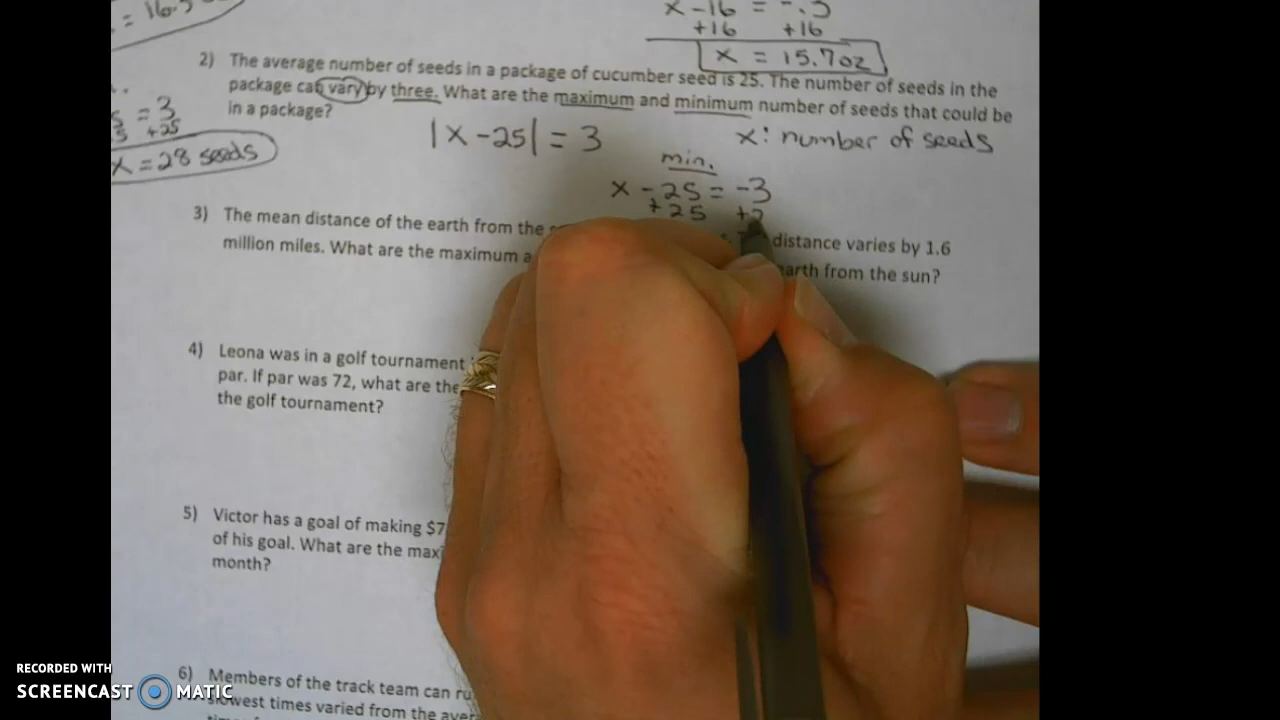 = 16.3
x - 16 = -.3
+16 +16
x = 15.7oz
2) The average number of seeds in a package of cucumber seed is 25. The number of seeds in the
package can vary by three. What are the maximum and minimum number of seeds that could be
in a package?
= 3
+25
x = 28 seeds
|x - 25| = 3
x: number of seeds
min.
x - 25 = -3
+25 +2
3) The mean distance of the earth from the
distance varies by 1.6
million miles. What are the maximum
earth from the sun?
4) Leona was in a golf tournament
par. If par was 72, what are the
the golf tournament?
5) Victor has a goal of making $7
of his goal. What are the
month?
6) Members of the track team can
slowest times varied from the
RECORDED WITH
SCREENCAST MATIC